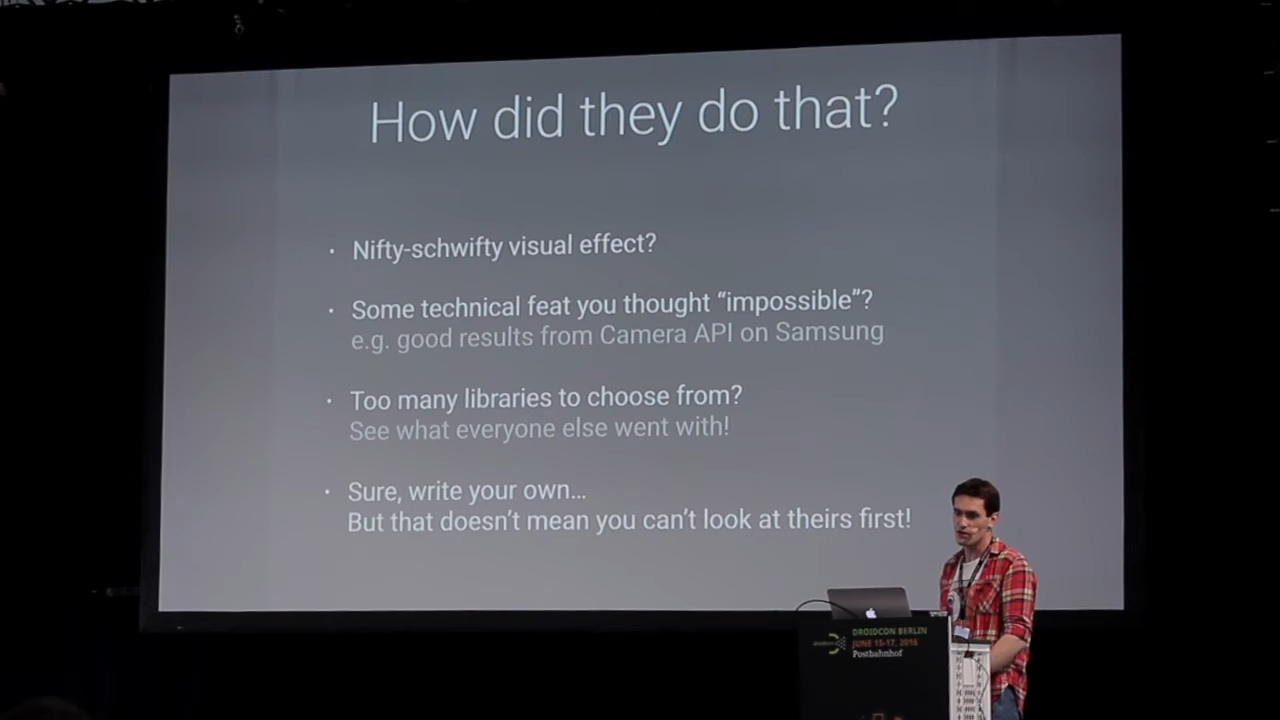 How did they do that?
• Nifty-schwifty visual effect?
• Some technical feat you thought “impossible”?
e.g. good results from Camera API on Samsung
• Too many libraries to choose from?
See what everyone else went with!
• Sure, write your own…
But that doesn’t mean you can’t look at theirs first!
DROIDCON BERLIN
JUNE 15-17, 2016
Postbahnhof